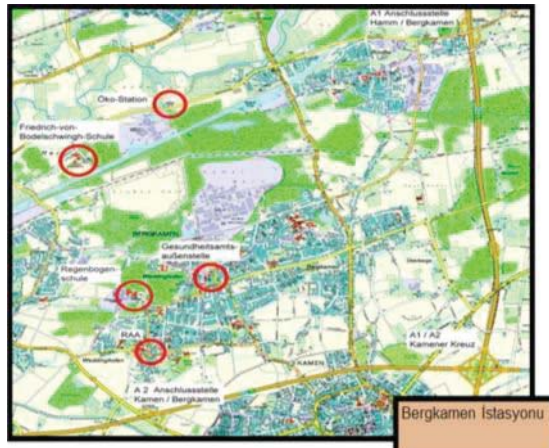 A1 Anschlussstelle
Hamm / Bergkamen
Öko-Station
Friedrich-von-
Bodelschwingh-Schule
BERGKAMEN
Gesundheitsamts-
außenstelle
Regenbogen-
schule
RAA
A1 / A2
Kamener Kreuz
KAMEN
A 2 Anschlussstelle
Kamen / Bergkamen
Bergkamen İstasyonu